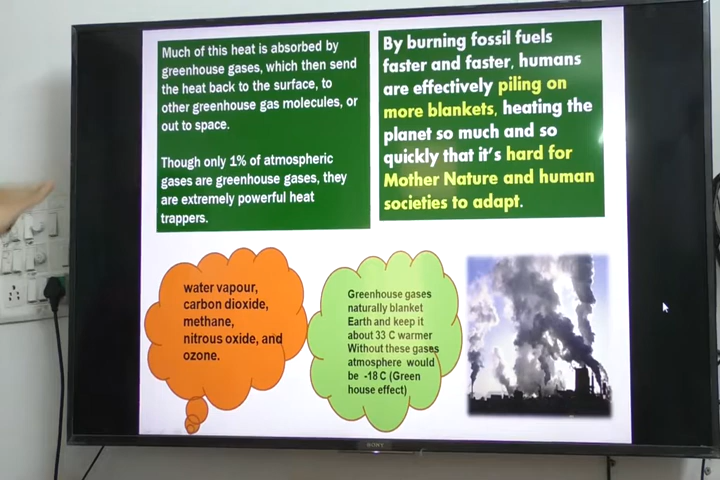 Much of this heat is absorbed by
greenhouse gases, which then send
the heat back to the surface, to
other greenhouse gas molecules, or
out to space.
Though only 1% of atmospheric
gases are greenhouse gases, they
are extremely powerful heat
trappers.
By burning fossil fuels
faster and faster, humans
are effectively piling on
more blankets, heating the
planet so much and so
quickly that it's hard for
Mother Nature and human
societies to adapt.
water vapour,
carbon dioxide,
methane,
nitrous oxide, and
ozone.
Greenhouse gases
naturally blanket
Earth and keep it
about 33 C warmer
Without these gases
atmosphere would
be -18 C (Green
house effect)
SONY